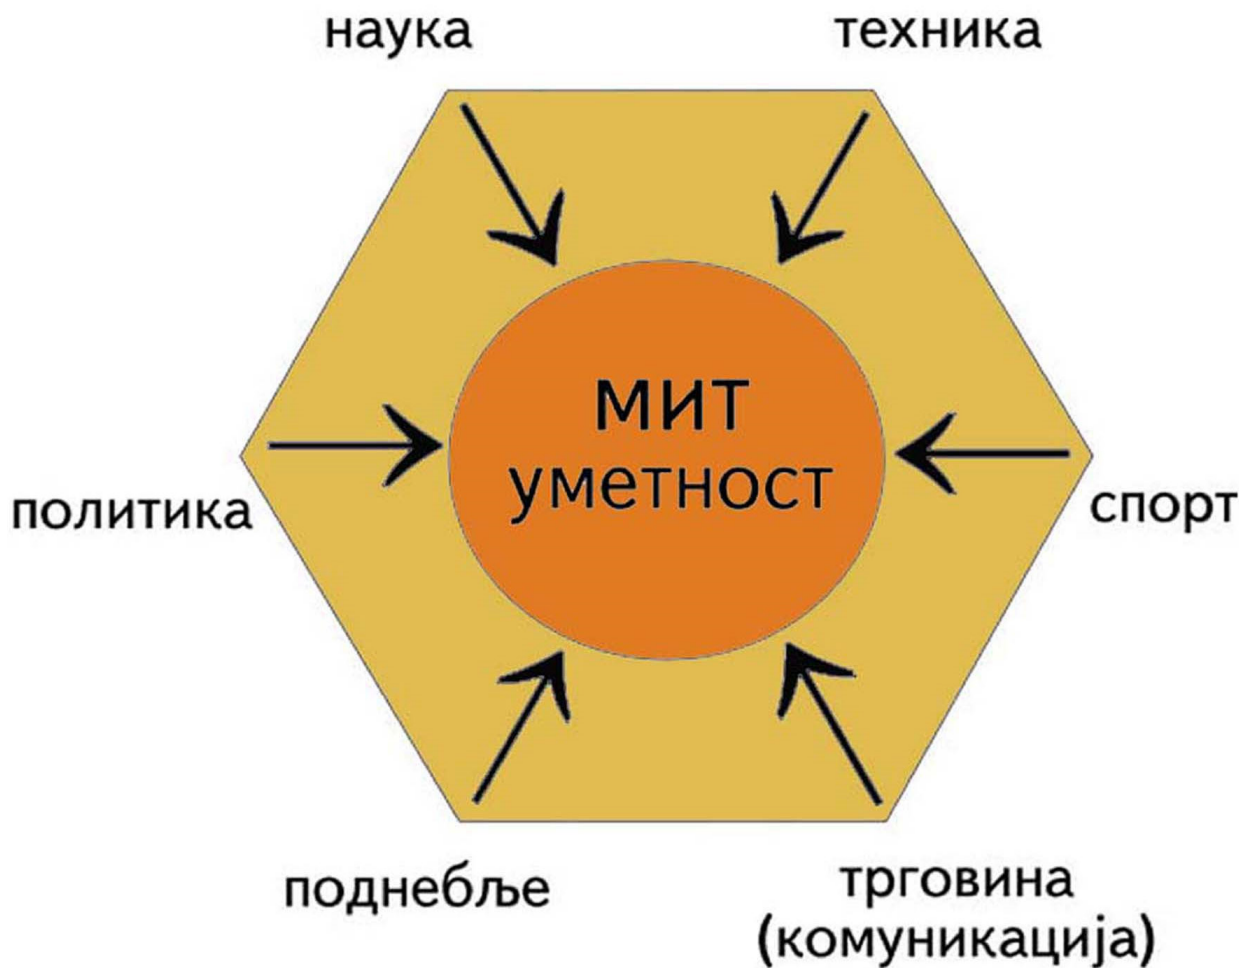 наука
техника
МИТ
уметност
политика
спорт
поднебље
трговина
(комуникација)